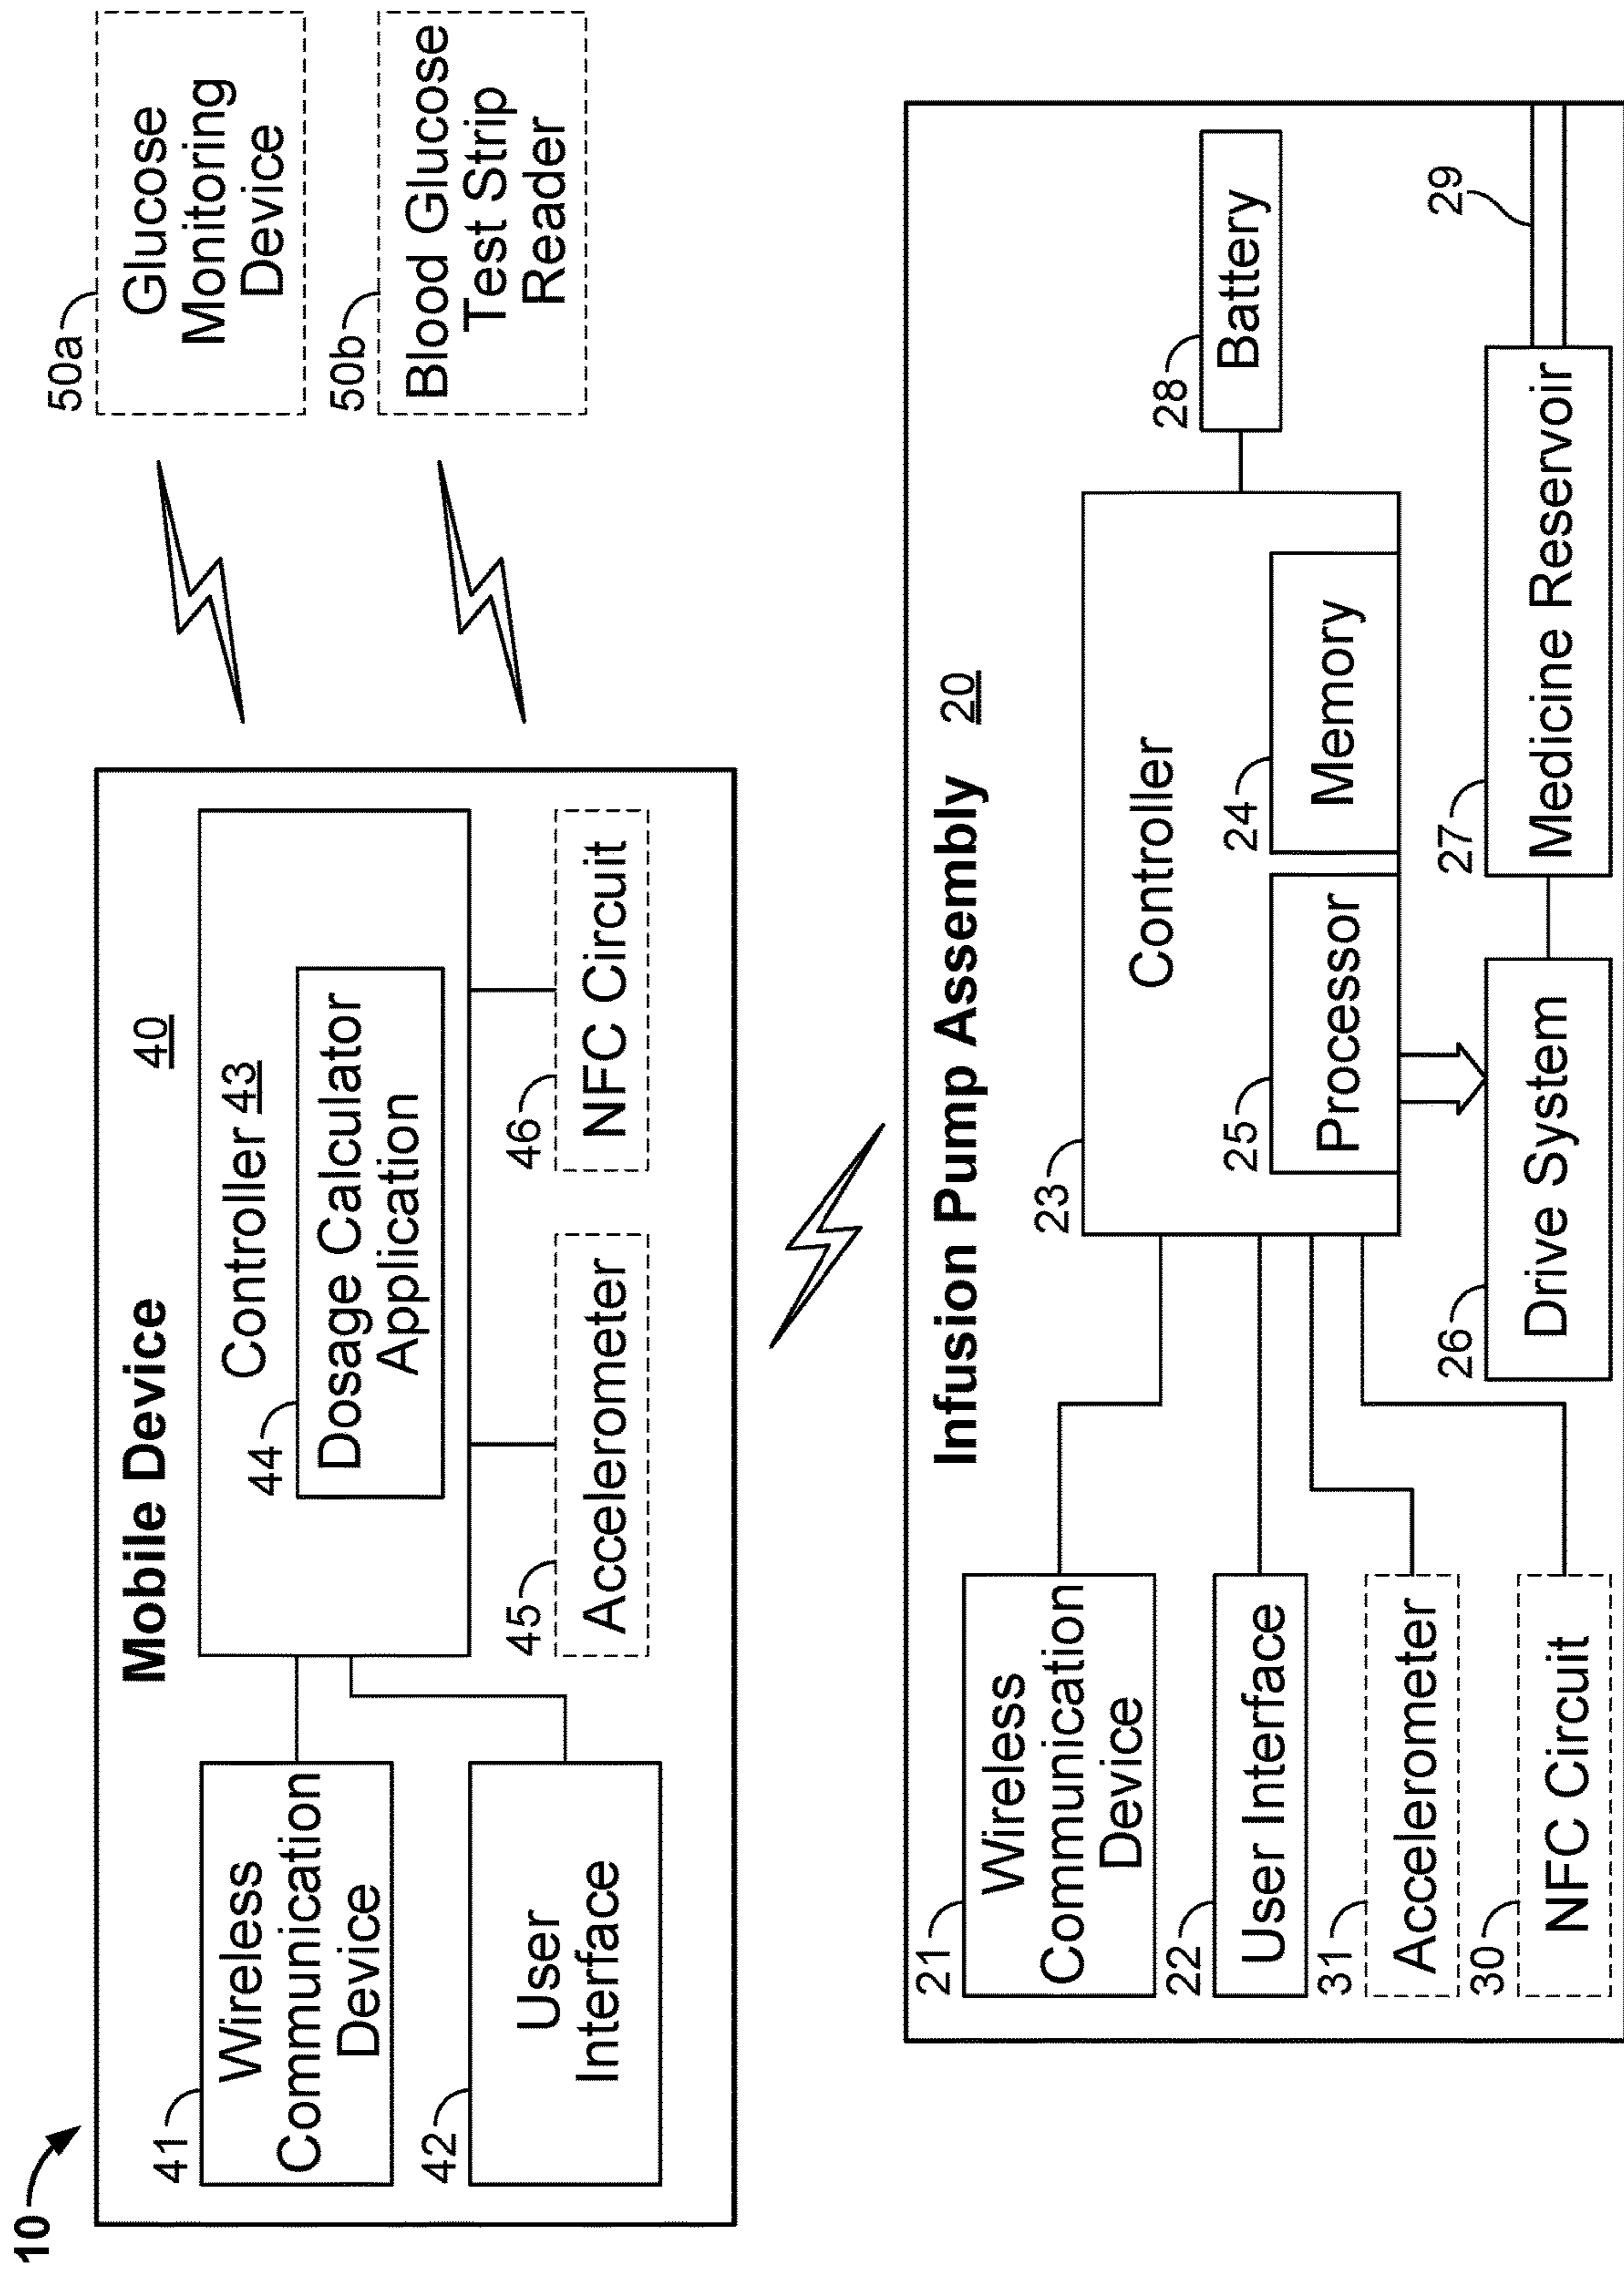 10
Mobile Device 40
41
Wireless
Communication
Device
42
User
Interface
Controller 43
44
Dosage Calculator
Application
45
Accelerometer
46
NFC Circuit
50a
Glucose
Monitoring
Device
50b
Blood Glucose
Test Strip
Reader
Infusion Pump Assembly 20
21
Wireless
Communication
Device
22
User Interface
31
Accelerometer
30
NFC Circuit
23
Controller
25
Processor
24
Memory
28
Battery
26
Drive System
27
Medicine Reservoir
29